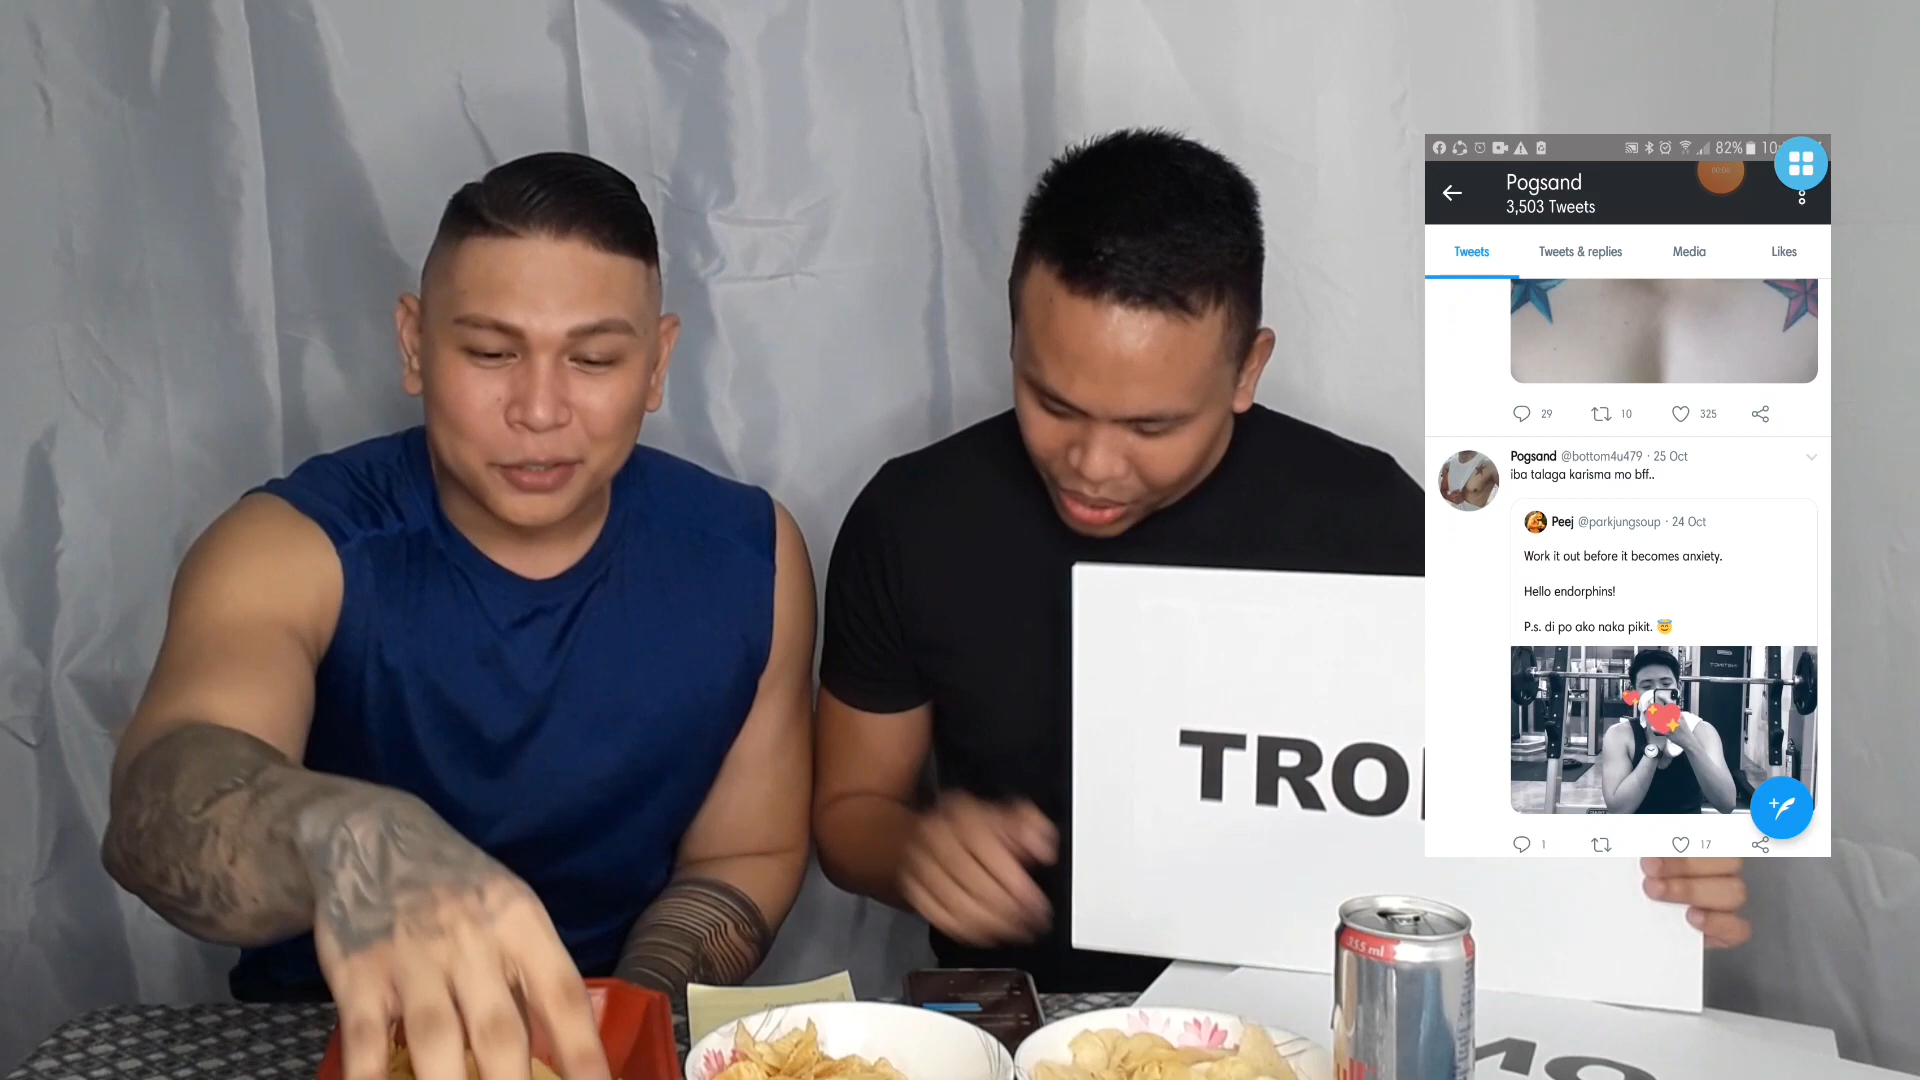 82%
Pogsand
3,503 Tweets
Tweets
Tweets & replies
Media
Likes
29
10
325
Pogsand @bottom4u479 · 25 Oct
iba talaga karisma mo bff..
Peej @parkjungsoup · 24 Oct
Work it out before it becomes anxiety.
Hello endorphins!
P.s. di po ako naka pikit. 😇
1
17
TRO
355 ml